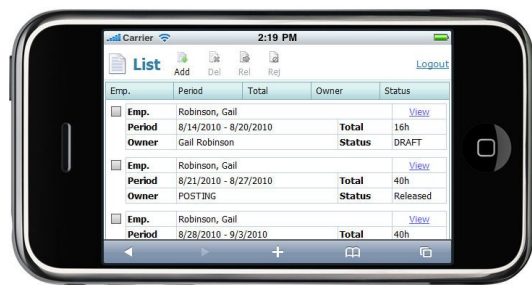 Carrier 2:19 PM
List Add Del Rel Rej Logout
Emp. Period Total Owner Status
Emp. Robinson, Gail View
Period 8/14/2010 - 8/20/2010 Total 16h
Owner Gail Robinson Status DRAFT
Emp. Robinson, Gail View
Period 8/21/2010 - 8/27/2010 Total 40h
Owner POSTING Status Released
Emp. Robinson, Gail View
Period 8/28/2010 - 9/3/2010 Total 40h